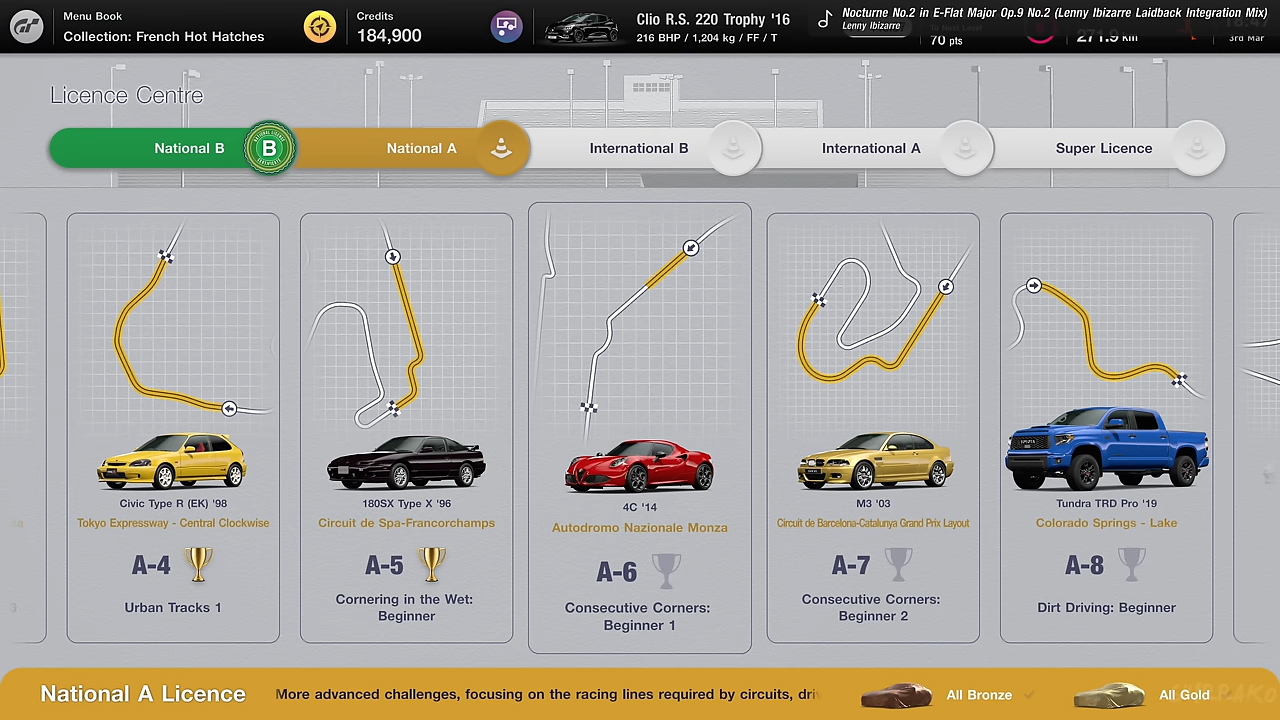 Menu Book
Collection: French Hot Hatches
Credits
184,900
Clio R.S. 220 Trophy '16
216 BHP / 1,204 kg / FF / T
Nocturne No.2 in E-Flat Major Op.9 No.2 (Lenny Ibizarre Laidback Integration Mix)
Lenny Ibizarre
70 pts
271.9 km
3rd Mar
Licence Centre
National B
B
National A
International B
International A
Super Licence
Civic Type R (EK) '98
Tokyo Expressway - Central Clockwise
A-4
Urban Tracks 1
180SX Type X '96
Circuit de Spa-Francorchamps
A-5
Cornering in the Wet:
Beginner
4C '14
Autodromo Nazionale Monza
A-6
Consecutive Corners:
Beginner 1
M3 '03
Circuit de Barcelona-Catalunya Grand Prix Layout
A-7
Consecutive Corners:
Beginner 2
Tundra TRD Pro '19
Colorado Springs - Lake
A-8
Dirt Driving: Beginner
3
National A Licence
More advanced challenges, focusing on the racing lines required by circuits, dri
All Bronze
All Gold